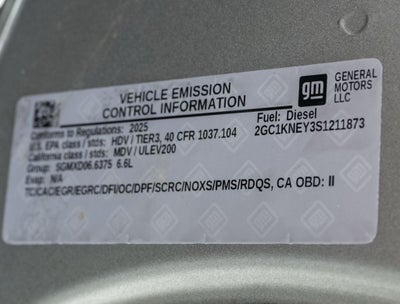 VEHICLE EMISSION
CONTROL INFORMATION
gm GENERAL
MOTORS
LLC
Conforms to Regulations: 2025
Fuel: Diesel
U.S. EPA class / stds: HDV / TIER3, 40 CFR 1037.104
2GC1KNEY3S1211873
California class / stds: MDV / ULEV200
Group: SGMXD06.6375 6.6L
Evap: N/A
TC/CAC/EGR/EGRC/DFI/OC/DPF/SCRC/NOXS/PMS/RDQS, CA OBD: II